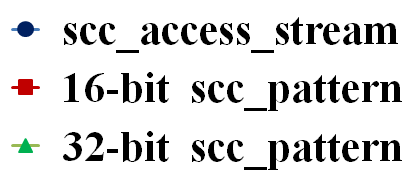 scc_access_stream
16-bit scc_pattern
32-bit scc_pattern